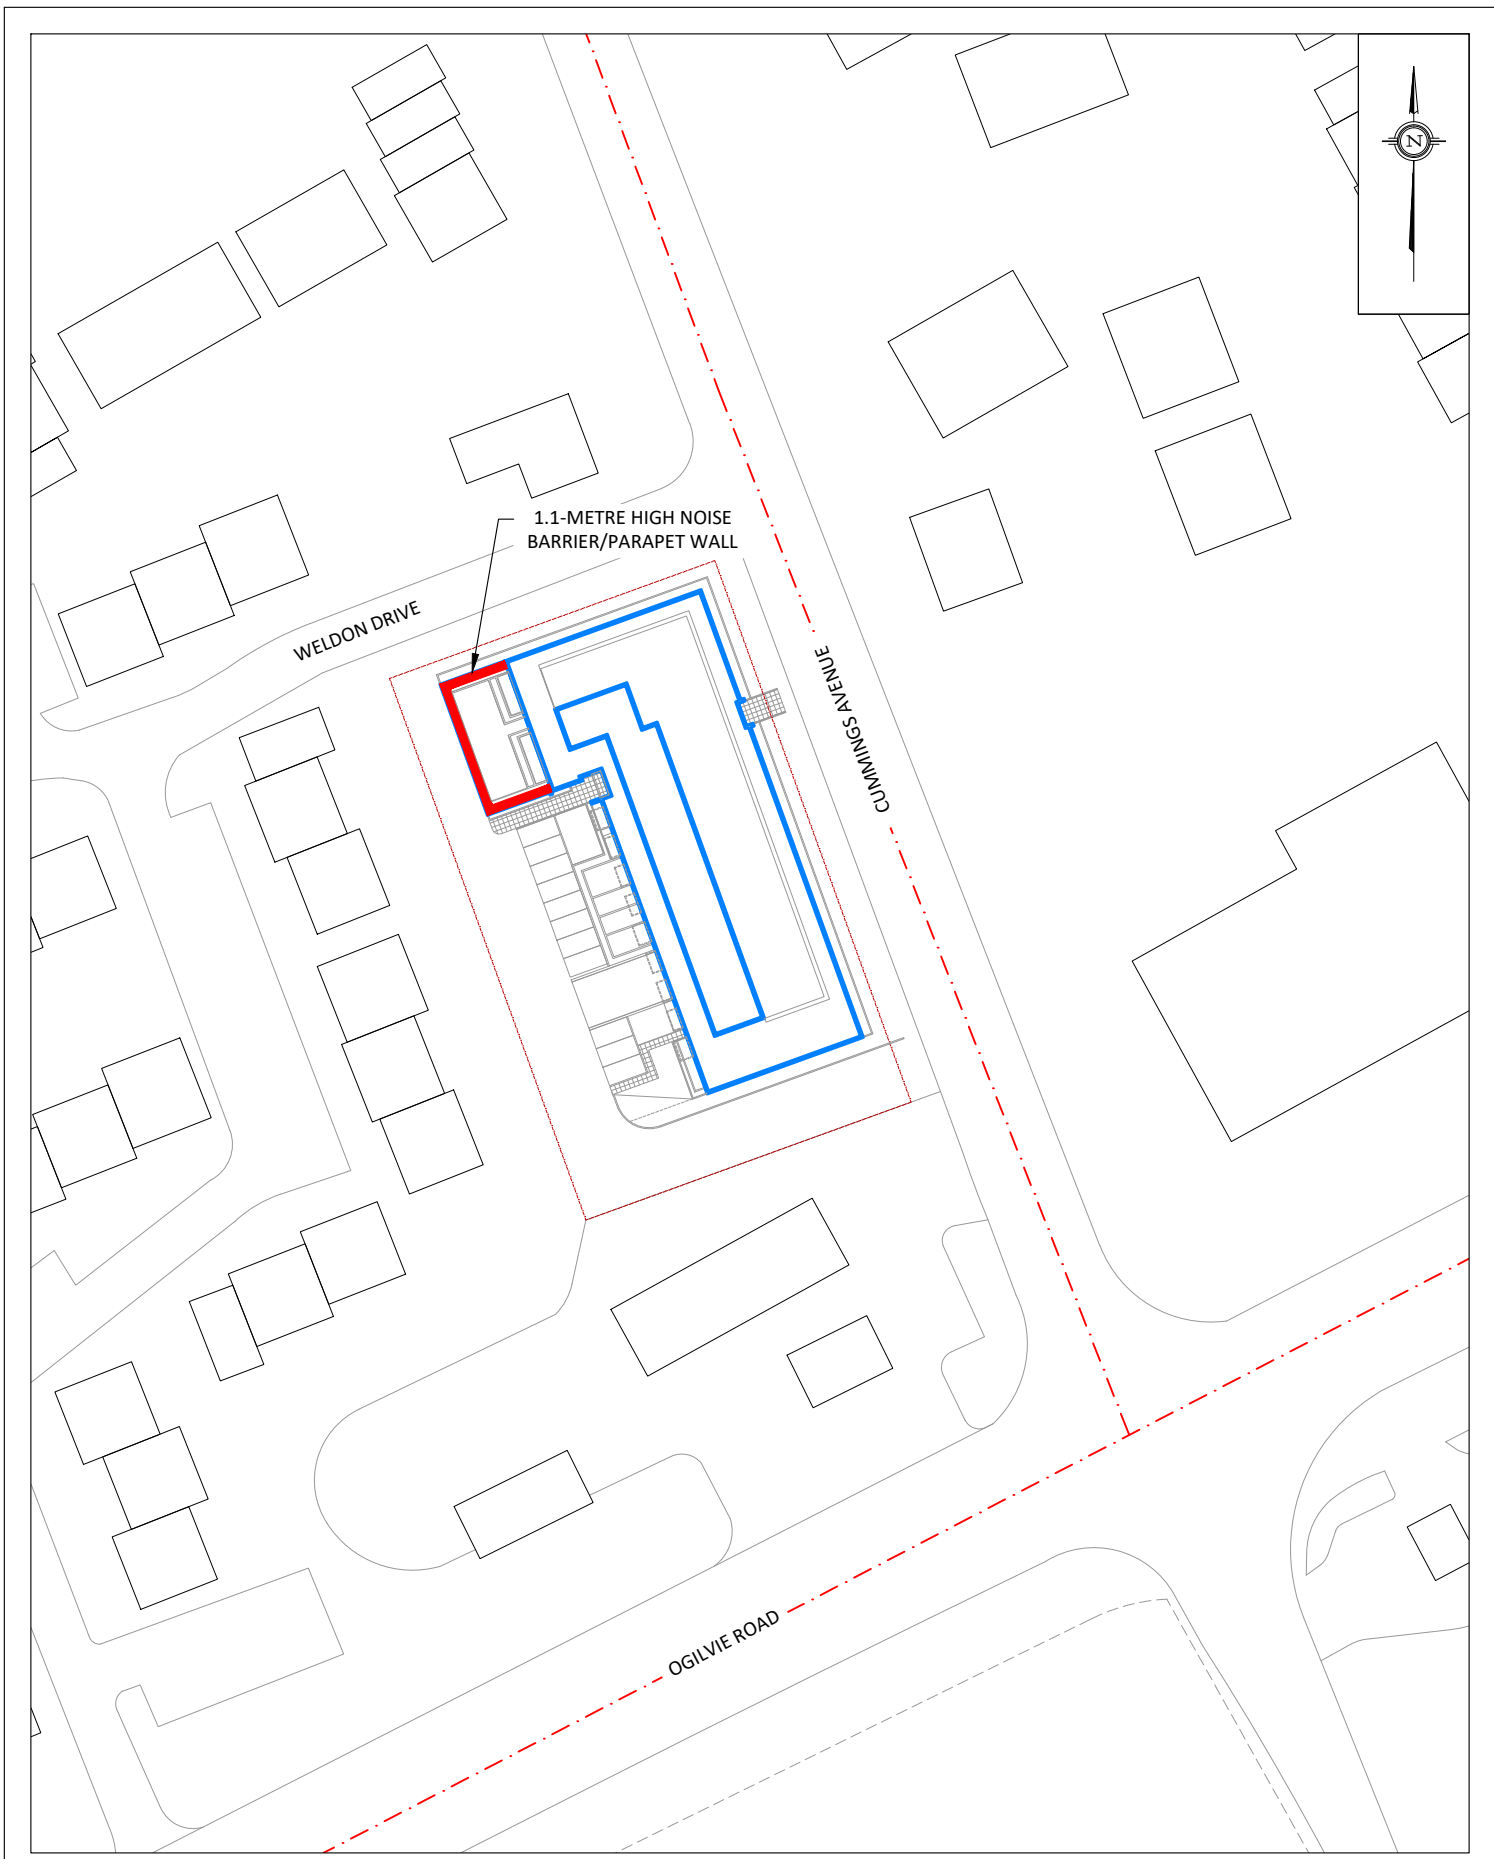 N
1.1-METRE HIGH NOISE
BARRIER/PARAPET WALL
WELDON DRIVE
CUMMINGS AVENUE
OGILVIE ROAD